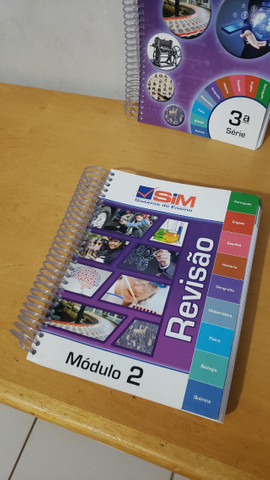 3ª
Série
SIM
Sistema de Ensino
Revisão
Módulo 2
Português
Inglês
Espanhol
História
Geografia
Matemática
Física
Biologia
Química